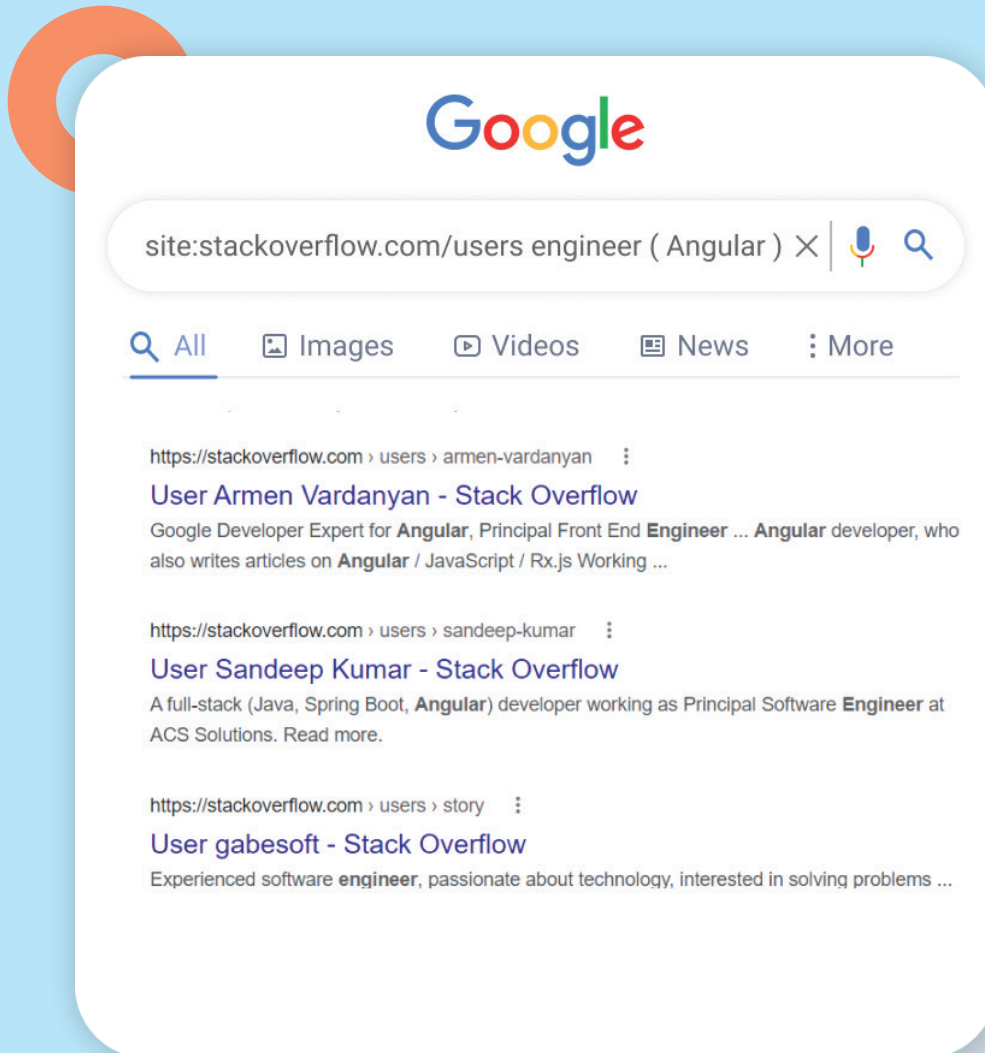 Google
site:stackoverflow.com/users engineer ( Angular )
All Images Videos News More
https://stackoverflow.com › users › armen-vardanyan
User Armen Vardanyan - Stack Overflow
Google Developer Expert for Angular, Principal Front End Engineer ... Angular developer, who
also writes articles on Angular / JavaScript / Rx.js Working ...
https://stackoverflow.com › users › sandeep-kumar
User Sandeep Kumar - Stack Overflow
A full-stack (Java, Spring Boot, Angular) developer working as Principal Software Engineer at
ACS Solutions. Read more.
https://stackoverflow.com › users › story
User gabesoft - Stack Overflow
Experienced software engineer, passionate about technology, interested in solving problems ...